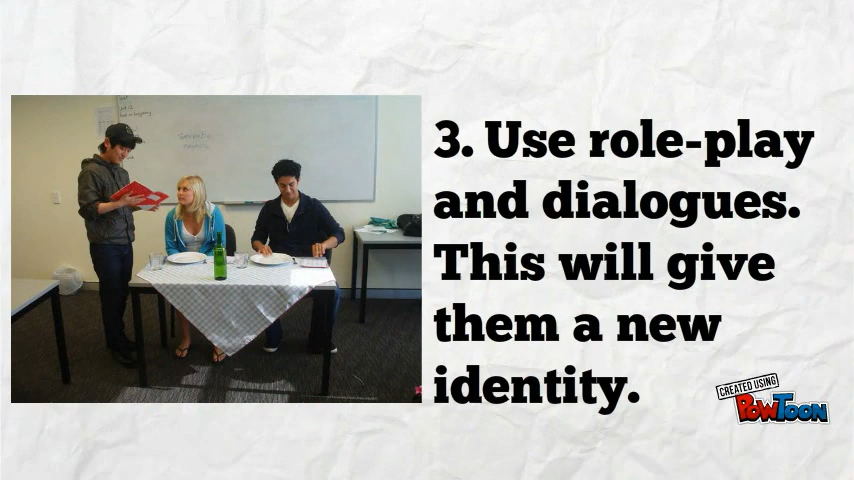 3. Use role-play
and dialogues.
This will give
them a new
identity.
CREATED USING
POWTOON